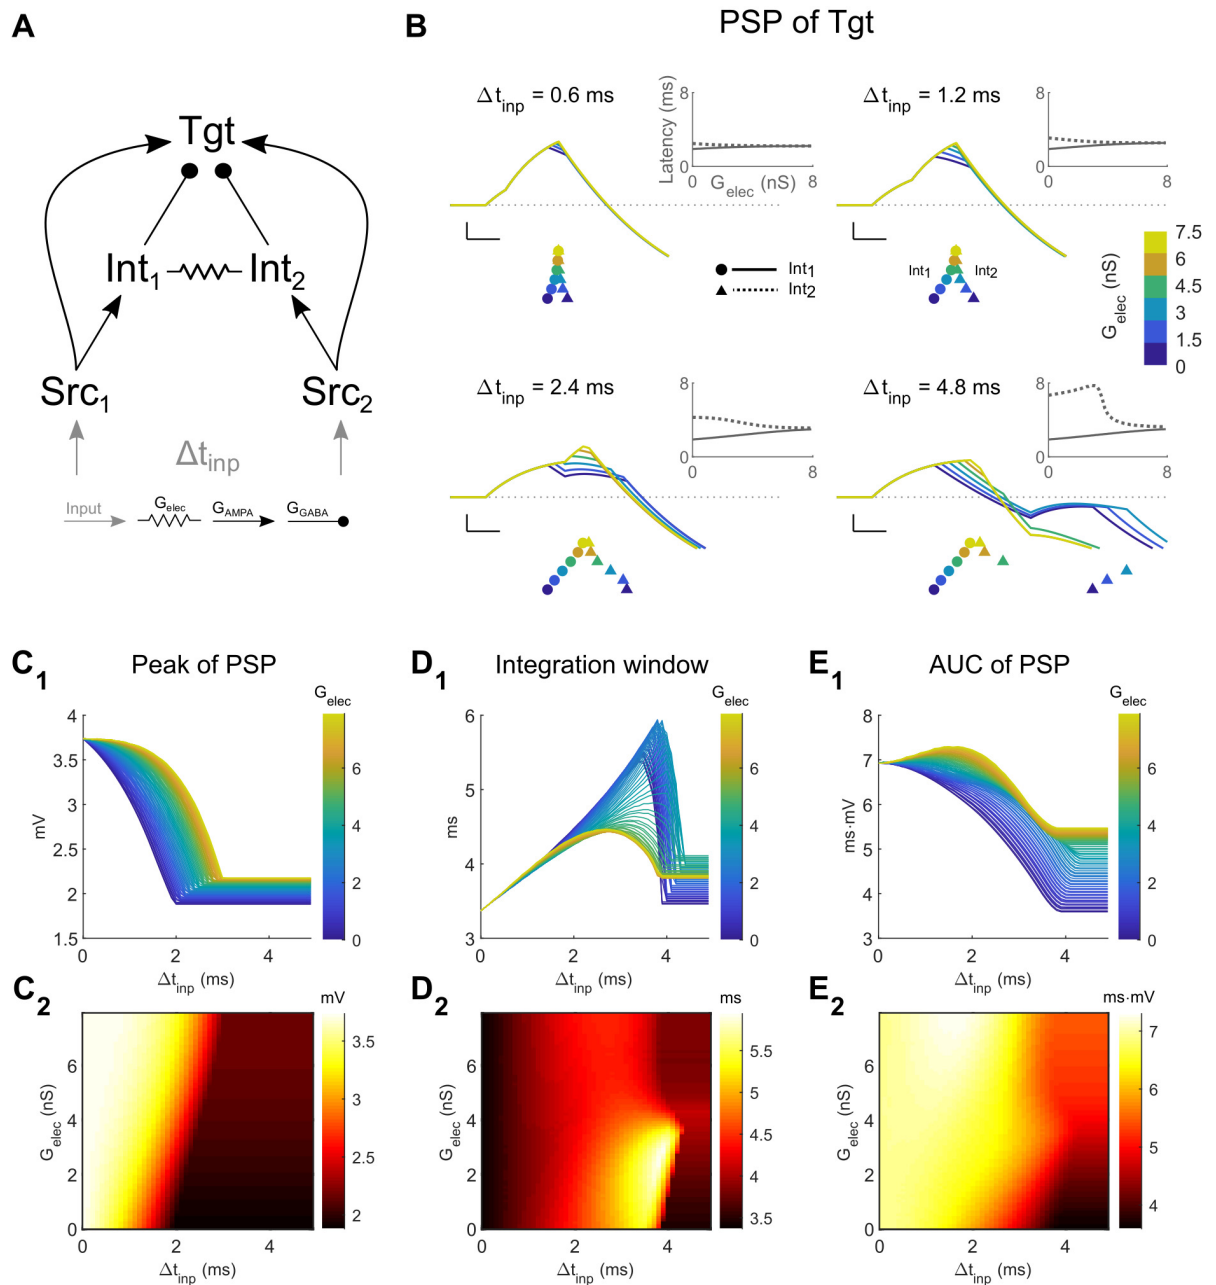 A
Tgt
Int1
Int2
Src1
Src2
Δtinp
Input
Gelec
GAMPA
GGABA
B
PSP of Tgt
Δtinp = 0.6 ms
Latency (ms)
8
0
0
Gelec (nS)
8
Δtinp = 1.2 ms
8
0
0
8
Int1
Int2
Int1
Int2
Gelec (nS)
7.5
6
4.5
3
1.5
0
Δtinp = 2.4 ms
8
0
0
8
Δtinp = 4.8 ms
8
0
0
8
C1
Peak of PSP
Gelec
4
3.5
3
2.5
2
1.5
mV
0
2
4
Δtinp (ms)
6
4
2
0
D1
Integration window
Gelec
6
5
4
3
ms
0
2
4
Δtinp (ms)
6
4
2
0
E1
AUC of PSP
Gelec
8
7
6
5
4
3
ms·mV
0
2
4
Δtinp (ms)
6
4
2
0
C2
mV
Gelec (nS)
6
4
2
0
0
2
4
Δtinp (ms)
3.5
3
2.5
2
D2
ms
Gelec (nS)
6
4
2
0
0
2
4
Δtinp (ms)
5.5
5
4.5
4
3.5
E2
ms·mV
Gelec (nS)
6
4
2
0
0
2
4
Δtinp (ms)
7
6
5
4